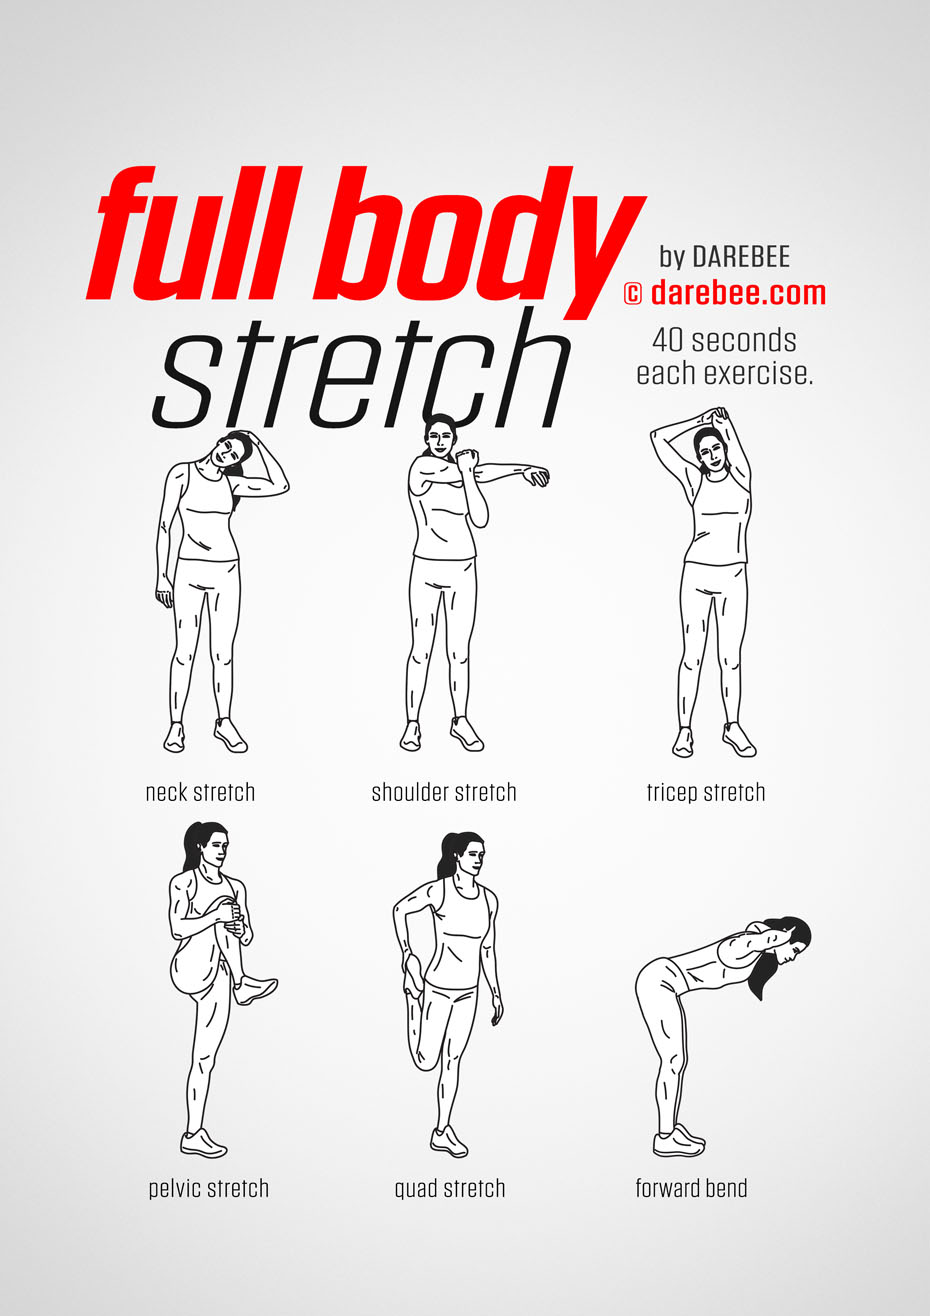 full body
stretch
by DAREBEE
© darebee.com
40 seconds
each exercise.
neck stretch
shoulder stretch
tricep stretch
pelvic stretch
quad stretch
forward bend